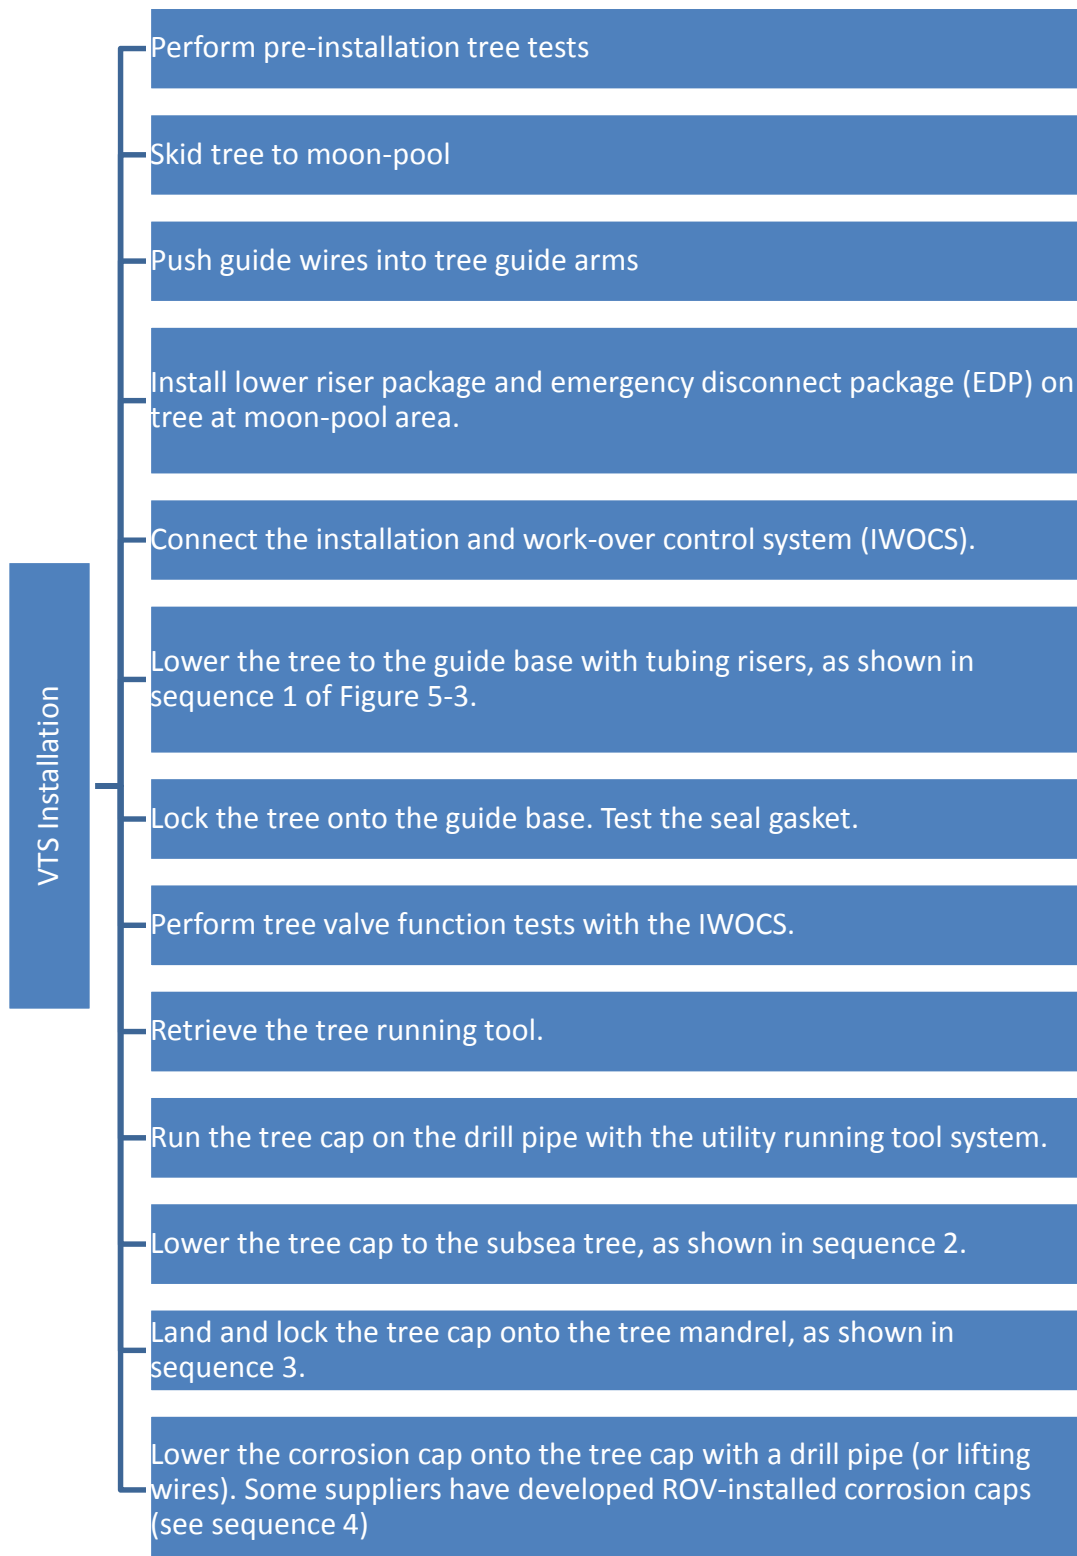 VTS Installation
Perform pre-installation tree tests
Skid tree to moon-pool
Push guide wires into tree guide arms
Install lower riser package and emergency disconnect package (EDP) on
tree at moon-pool area.
Connect the installation and work-over control system (IWOCS).
Lower the tree to the guide base with tubing risers, as shown in
sequence 1 of Figure 5-3.
Lock the tree onto the guide base. Test the seal gasket.
Perform tree valve function tests with the IWOCS.
Retrieve the tree running tool.
Run the tree cap on the drill pipe with the utility running tool system.
Lower the tree cap to the subsea tree, as shown in sequence 2.
Land and lock the tree cap onto the tree mandrel, as shown in
sequence 3.
Lower the corrosion cap onto the tree cap with a drill pipe (or lifting
wires). Some suppliers have developed ROV-installed corrosion caps
(see sequence 4)